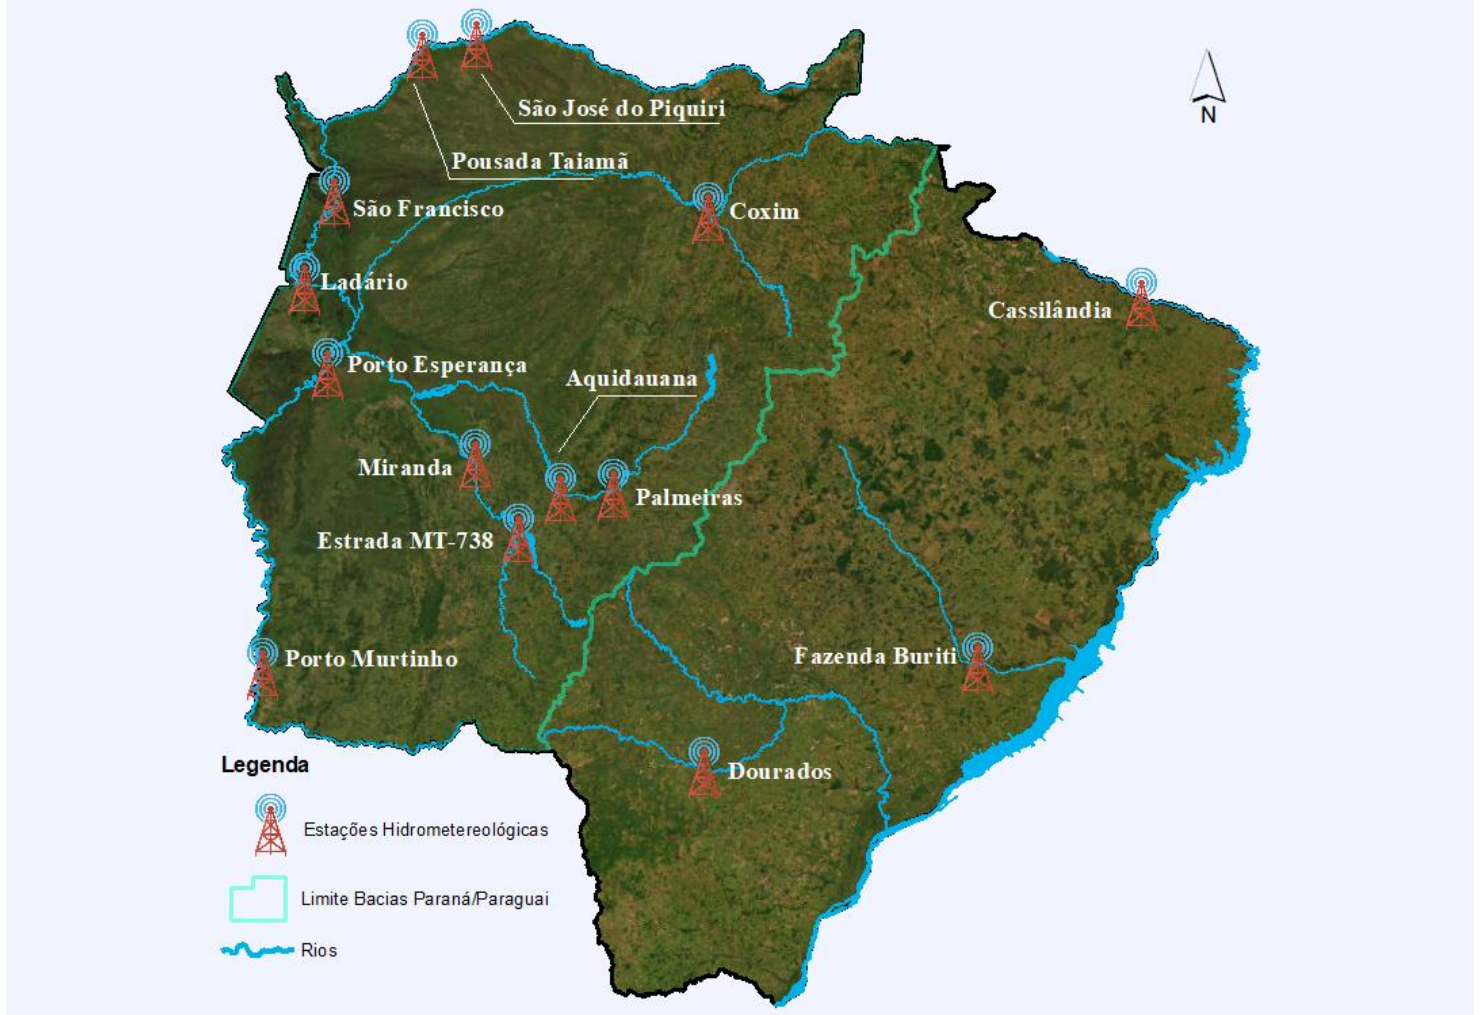 N
São José do Piquiri
Pousada Taiamã
São Francisco
Coxim
Ladário
Cassilândia
Porto Esperança
Aquidauana
Miranda
Palmeiras
Estrada MT-738
Porto Murtinho
Fazenda Buriti
Dourados
Legenda
Estações Hidrometereológicas
Limite Bacias Paraná/Paraguai
Rios